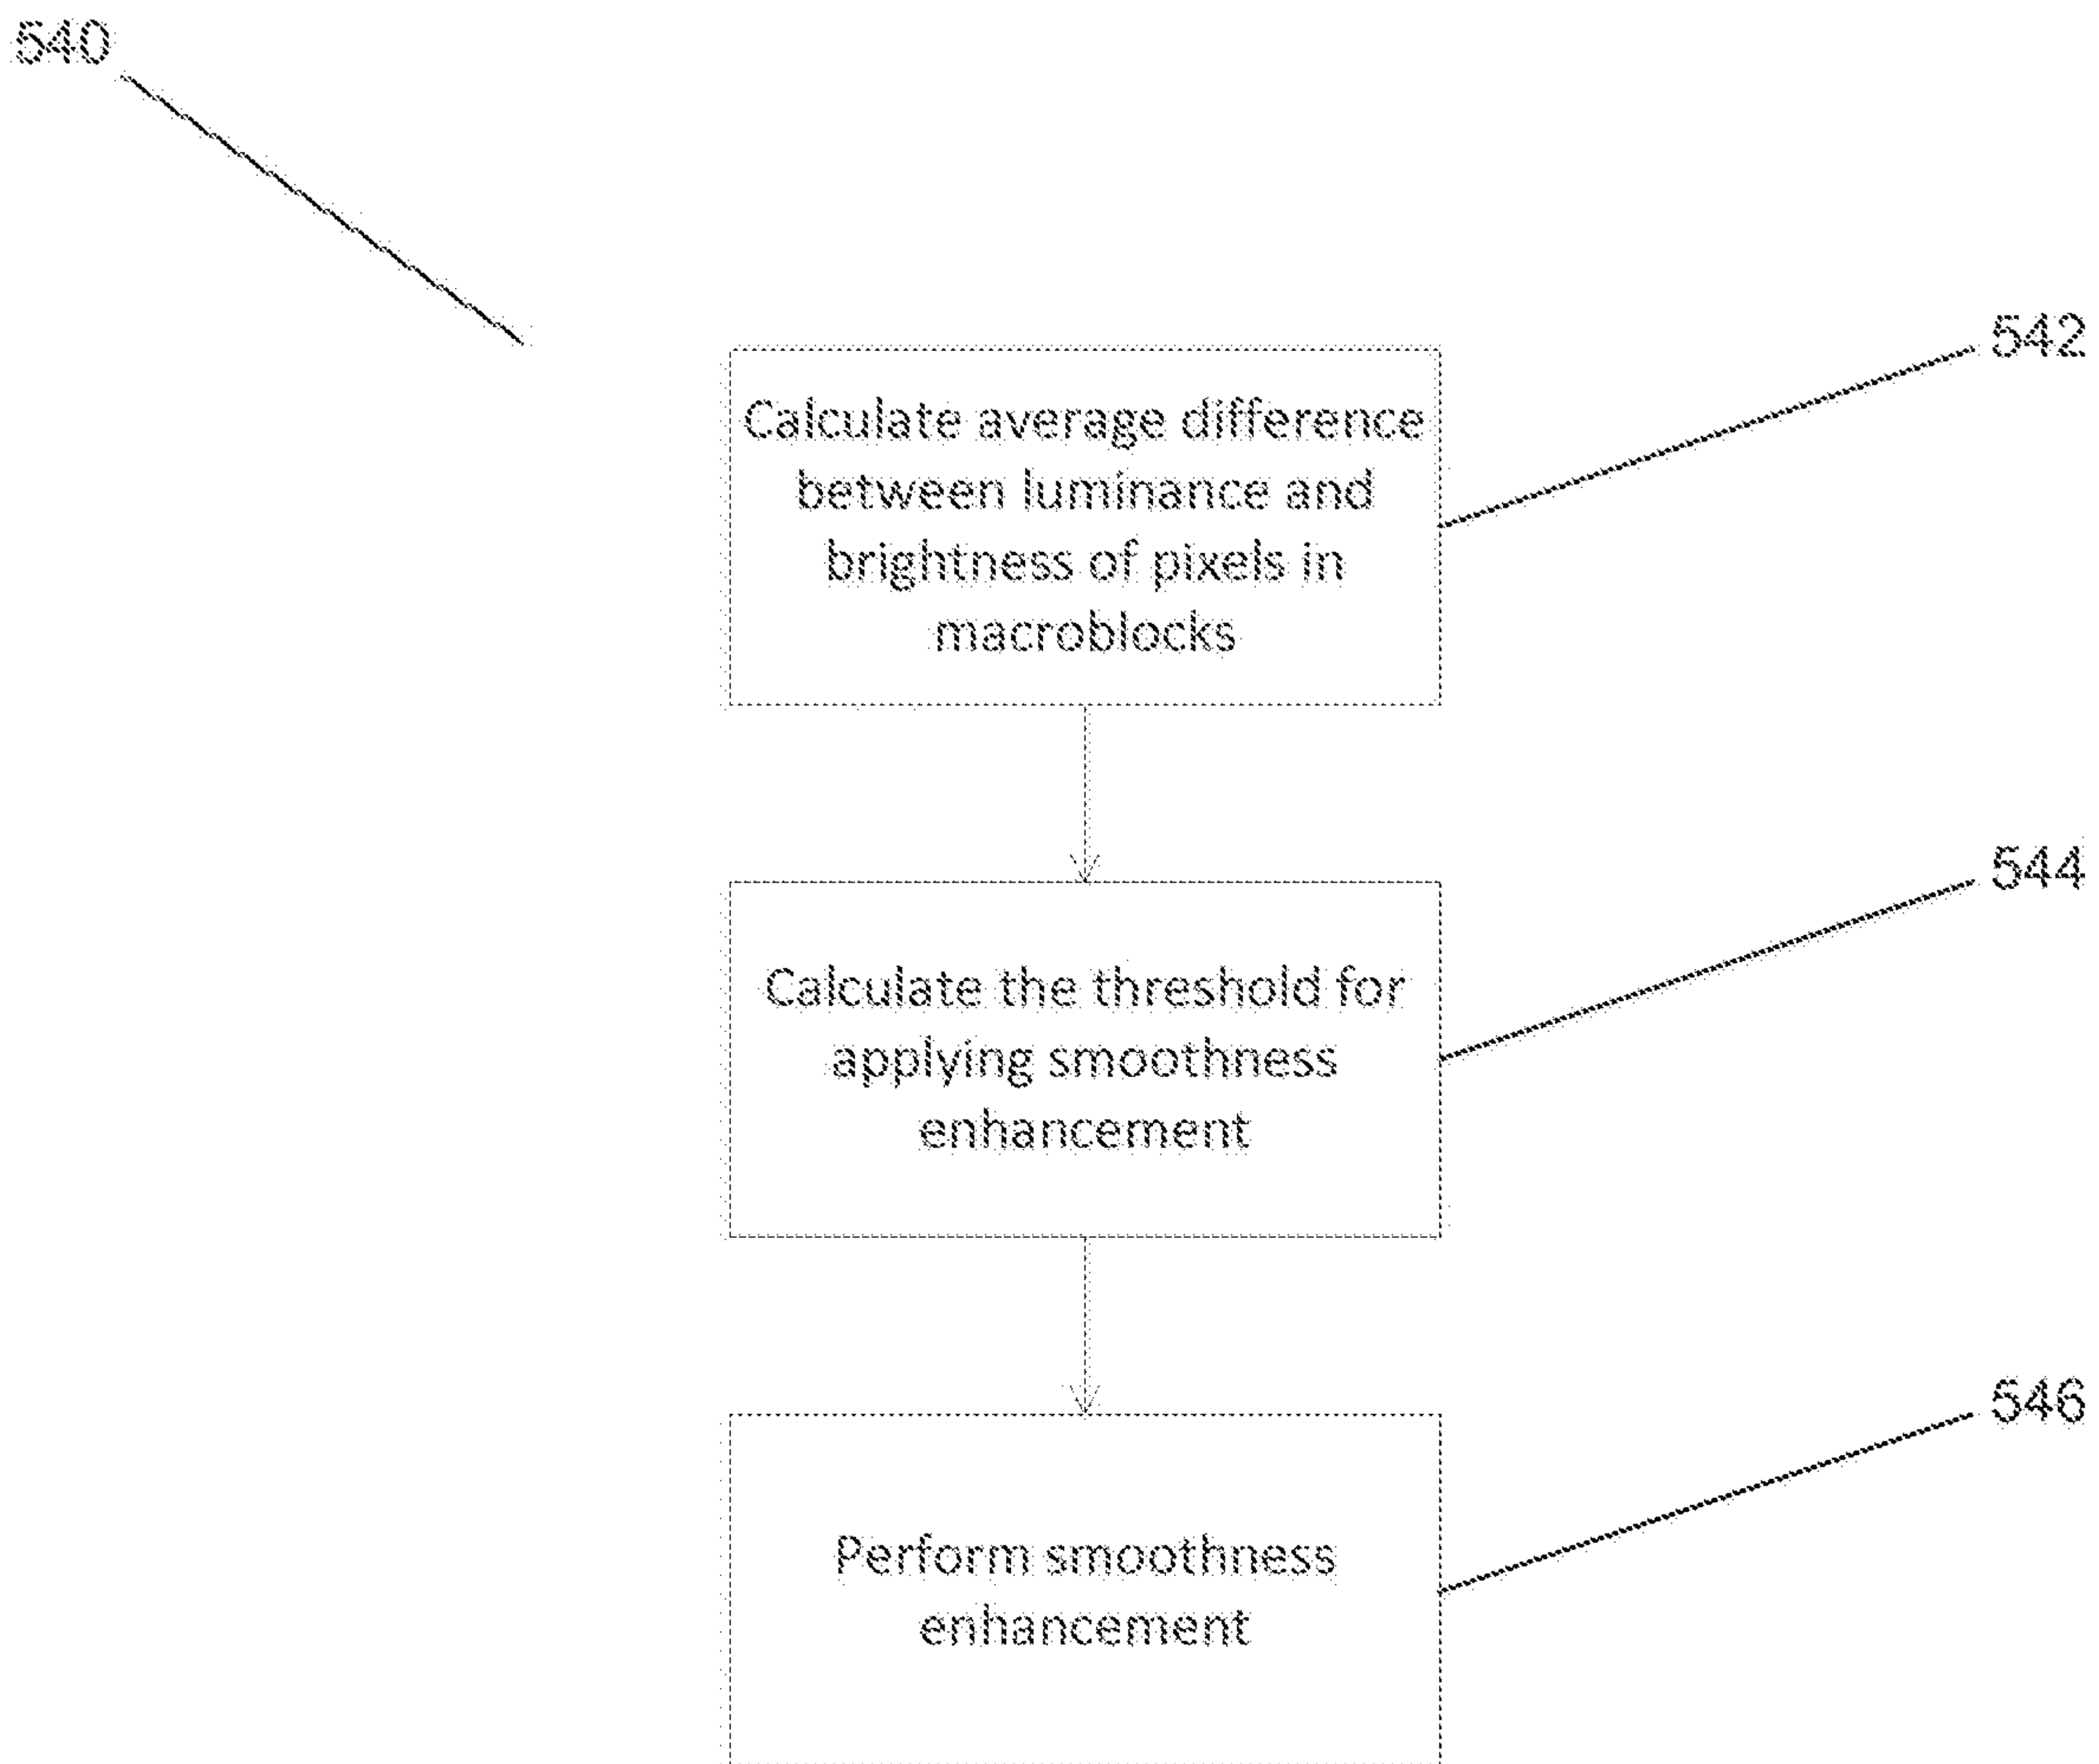 540
542
Calculate average difference
between luminance and
brightness of pixels in
macroblocks
544
Calculate the threshold for
applying smoothness
enhancement
546
Perform smoothness
enhancement